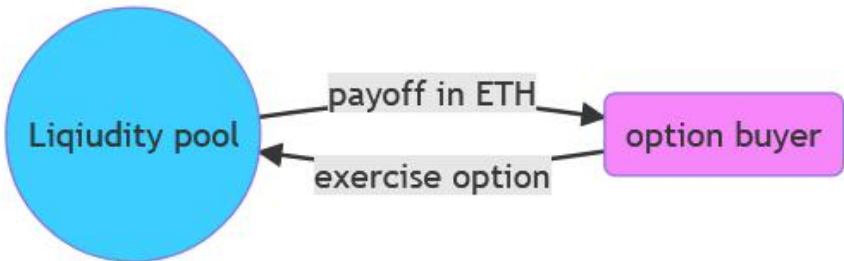 Liqiudity pool
payoff in ETH
exercise option
option buyer